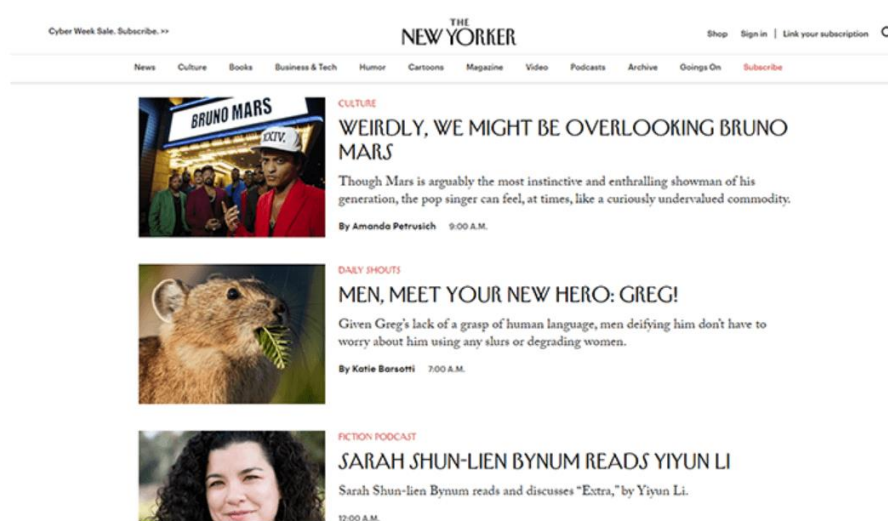 Cyber Week Sale. Subscribe. >>
THE
NEW YORKER
Shop Sign in | Link your subscription
News Culture Books Business & Tech Humor Cartoons Magazine Video Podcasts Archive Goings On Subscribe
BRUNO MARS
XXIV.
CULTURE
WEIRDLY, WE MIGHT BE OVERLOOKING BRUNO
MARS
Though Mars is arguably the most instinctive and enthralling showman of his
generation, the pop singer can feel, at times, like a curiously undervalued commodity.
By Amanda Petrusich 9:00 A.M.
DAILY SHOUTS
MEN, MEET YOUR NEW HERO: GREG!
Given Greg's lack of a grasp of human language, men deifying him don't have to
worry about him using any slurs or degrading women.
By Katie Barsotti 7:00 A.M.
FICTION PODCAST
SARAH SHUN-LIEN BYNUM READS YIYUN LI
Sarah Shun-lien Bynum reads and discusses “Extra,” by Yiyun Li.
12:00 A.M.